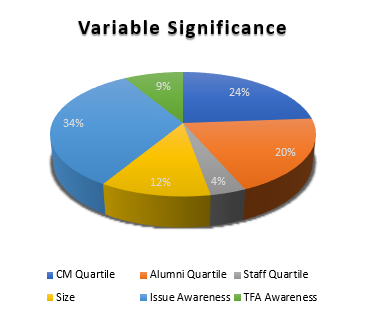 Variable Significance
9%
24%
34%
20%
12%
4%
CM Quartile
Alumni Quartile
Staff Quartile
Size
Issue Awareness
TFA Awareness